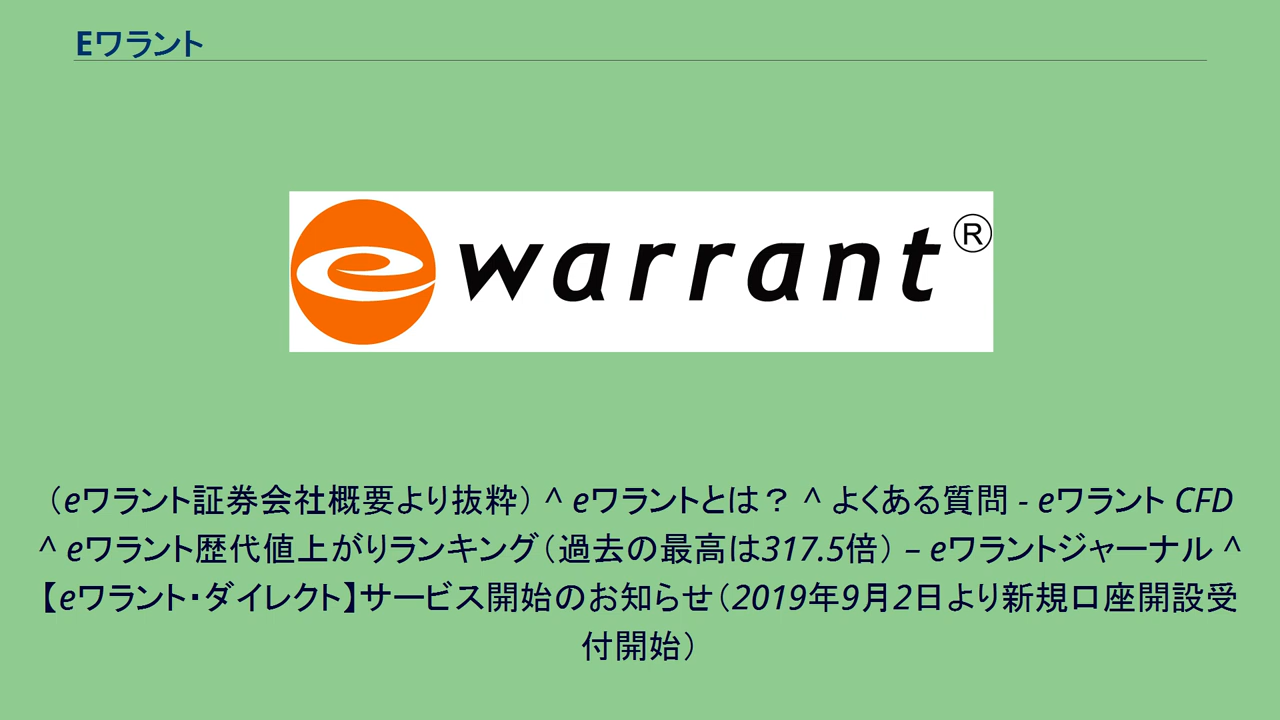 Eワラント
e warrant®
（eワラント証券会社概要より抜粋） ^ eワラントとは？ ^ よくある質問 - eワラント CFD
^ eワラント歴代値上がりランキング（過去の最高は317.5倍） – eワラントジャーナル ^
【eワラント・ダイレクト】サービス開始のお知らせ（2019年9月2日より新規口座開設受
付開始）